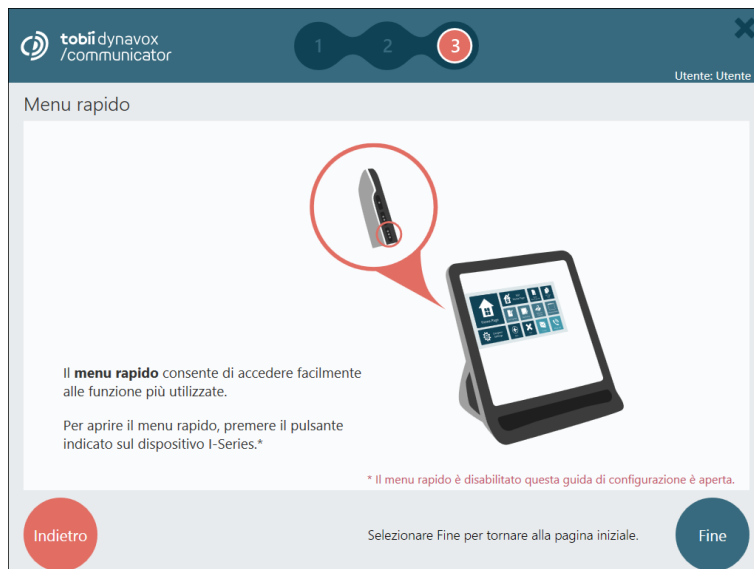 tobii dynavox
/communicator
1 2 3
Utente: Utente
Menu rapido
Il menu rapido consente di accedere facilmente
alle funzione più utilizzate.
Per aprire il menu rapido, premere il pulsante
indicato sul dispositivo I-Series.*
* Il menu rapido è disabilitato questa guida di configurazione è aperta.
Indietro
Selezionare Fine per tornare alla pagina iniziale.
Fine